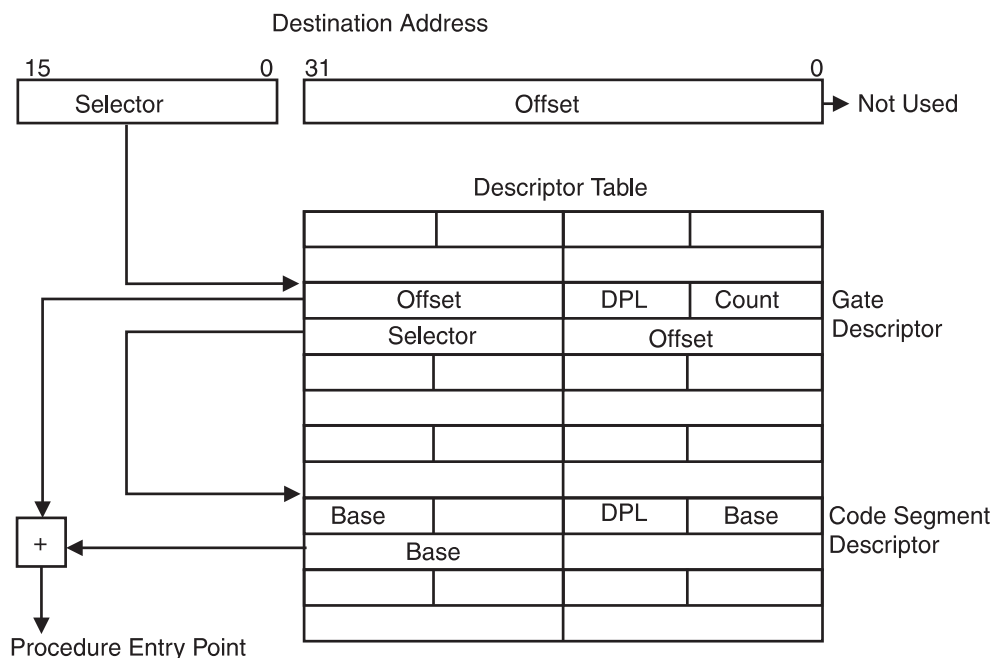 Destination Address
15 0 31 0
Selector Offset Not Used
Descriptor Table
Offset DPL Count Gate
Selector Offset Descriptor
Base DPL Base Code Segment
+ Base Descriptor
Procedure Entry Point